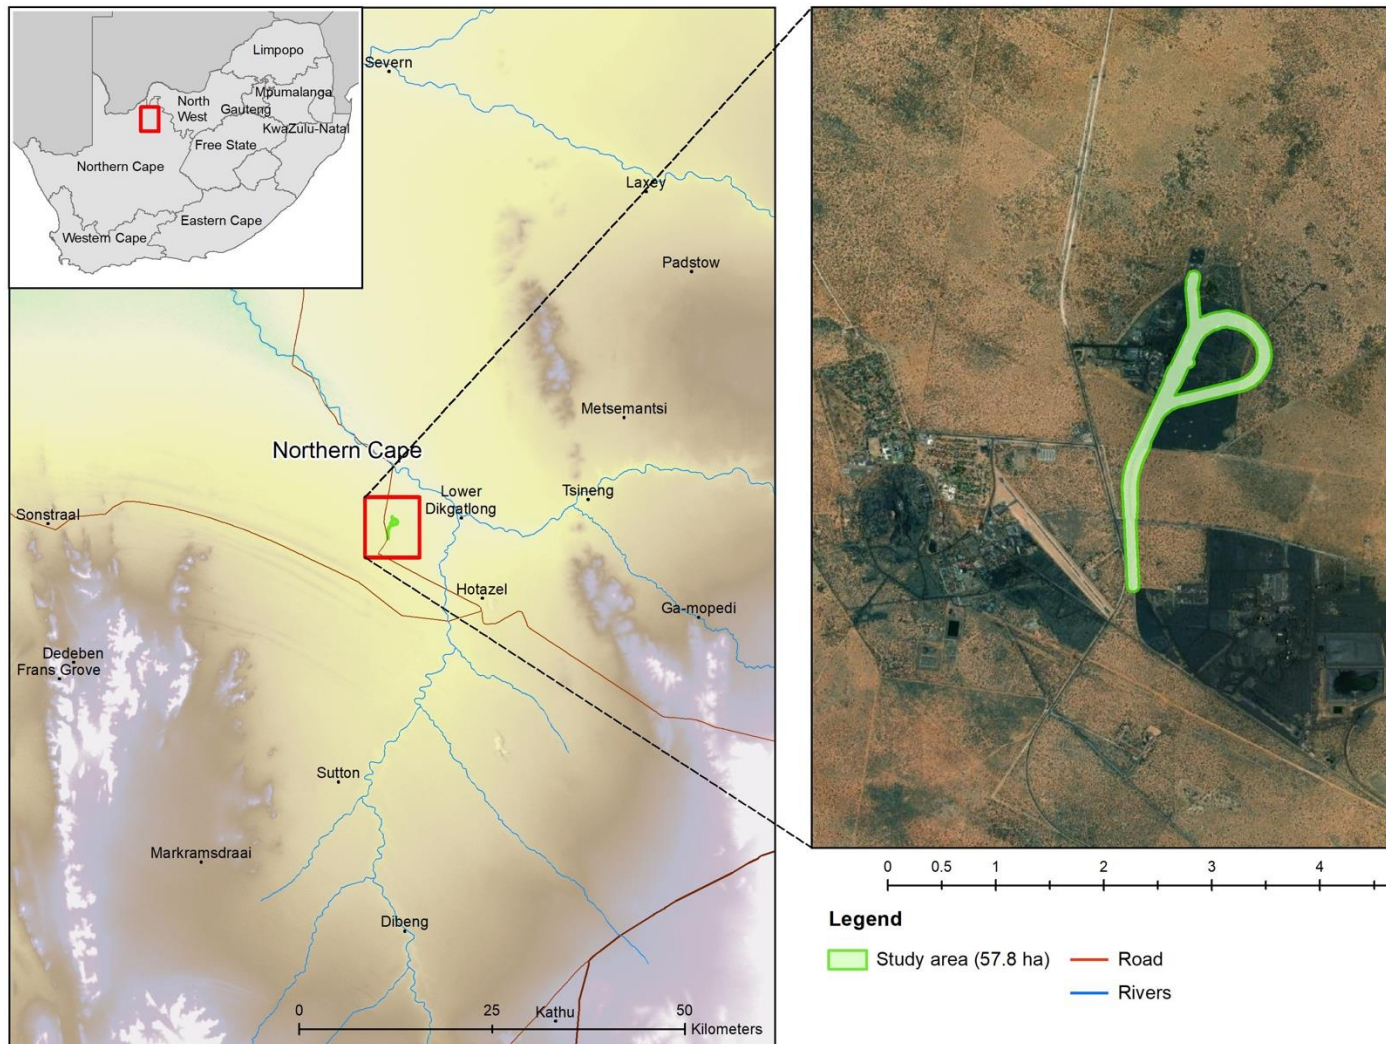 Limpopo
Mpumalanga
North
West
Gauteng
KwaZulu-Natal
Free State
Northern Cape
Eastern Cape
Western Cape
Severn
Laxey
Padstow
Metsemantsi
Northern Cape
Lower
Dikgatlong
Tsineng
Sonstraal
Hotazel
Ga-mopedi
Dedeben
Frans Grove
Sutton
Markramsdraai
Dibeng
Kathu
0 25 50
Kilometers
0 0.5 1 2 3 4
Legend
Study area (57.8 ha)
Road
Rivers